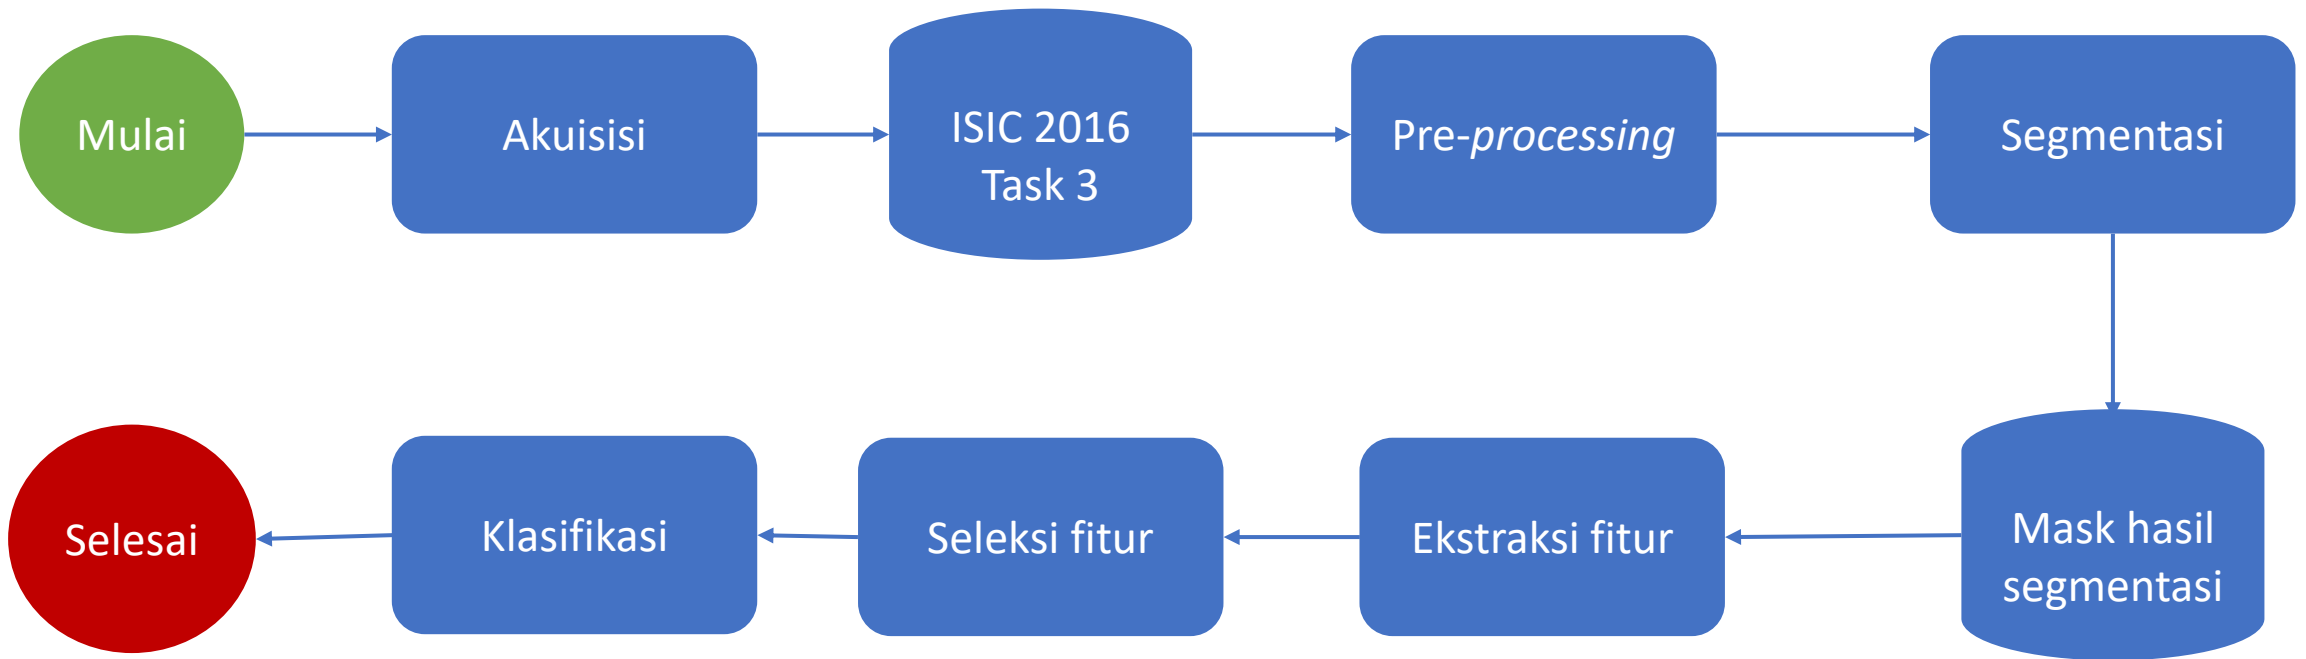 Mulai
Akuisisi
ISIC 2016
Task 3
Pre-processing
Segmentasi
Mask hasil
segmentasi
Ekstraksi fitur
Seleksi fitur
Klasifikasi
Selesai